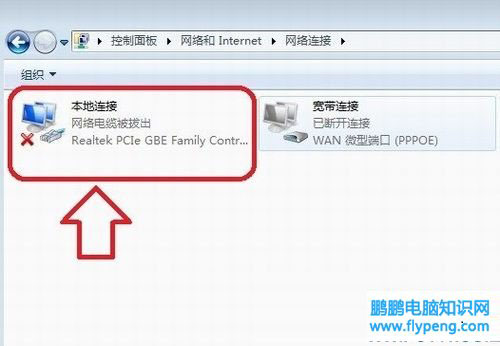 控制面板 ▸ 网络和 Internet ▸ 网络连接 ▸
组织 ▼
本地连接
网络电缆被拔出
Realtek PCIe GBE Family Contr...
宽带连接
已断开连接
WAN 微型端口 (PPPOE)
鹏鹏电脑知识网
www.flypeng.com